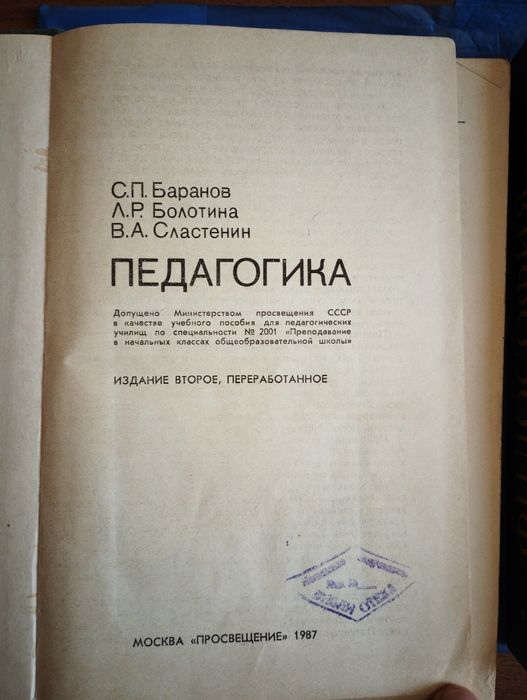 С.П. Баранов
Л.Р. Болотина
В.А. Сластенин
ПЕДАГОГИКА
Допущено Министерством просвещения СССР
в качестве учебного пособия для педагогических
училищ по специальности № 2001 «Преподавание
в начальных классах общеобразовательной школы»
ИЗДАНИЕ ВТОРОЕ, ПЕРЕРАБОТАННОЕ
МОСКВА «ПРОСВЕЩЕНИЕ» 1987